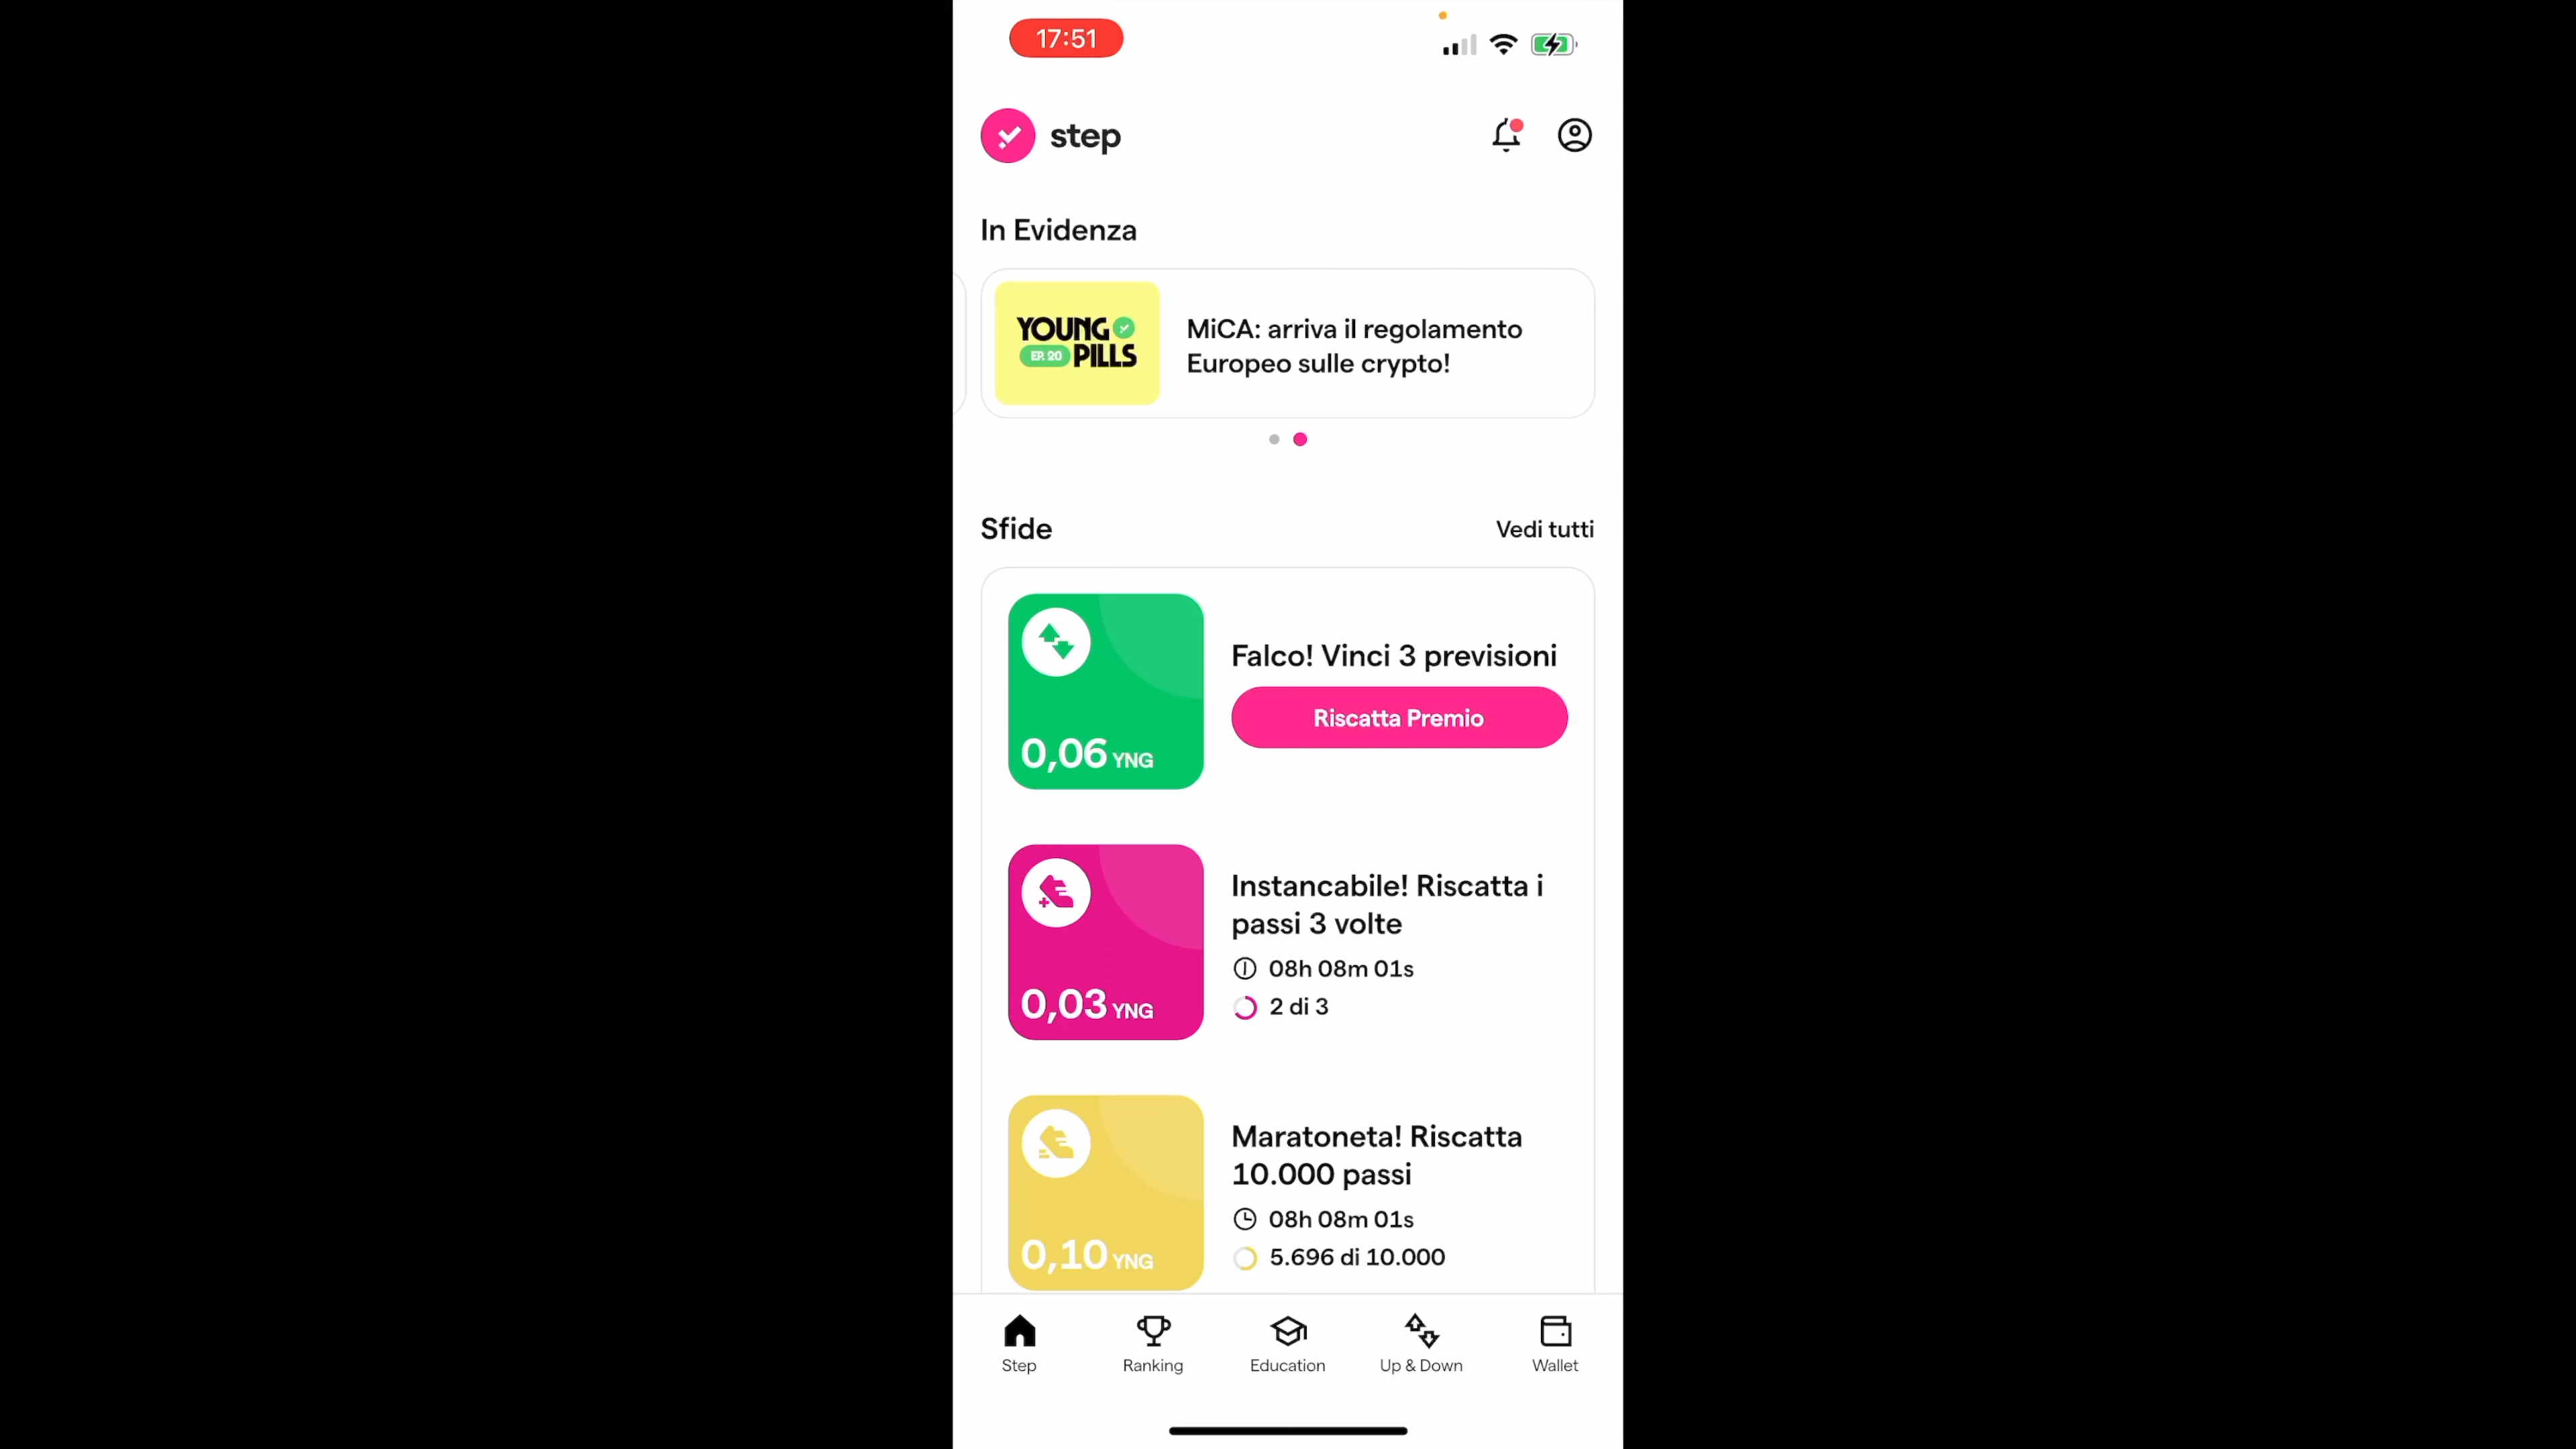 17:51
step
In Evidenza
YOUNG
EP. 20 PILLS
MiCA: arriva il regolamento
Europeo sulle crypto!
Sfide
Vedi tutti
Falco! Vinci 3 previsioni
Riscatta Premio
0,06 YNG
Instancabile! Riscatta i
passi 3 volte
08h 08m 01s
2 di 3
0,03 YNG
Maratoneta! Riscatta
10.000 passi
08h 08m 01s
5.696 di 10.000
0,10 YNG
Step
Ranking
Education
Up & Down
Wallet